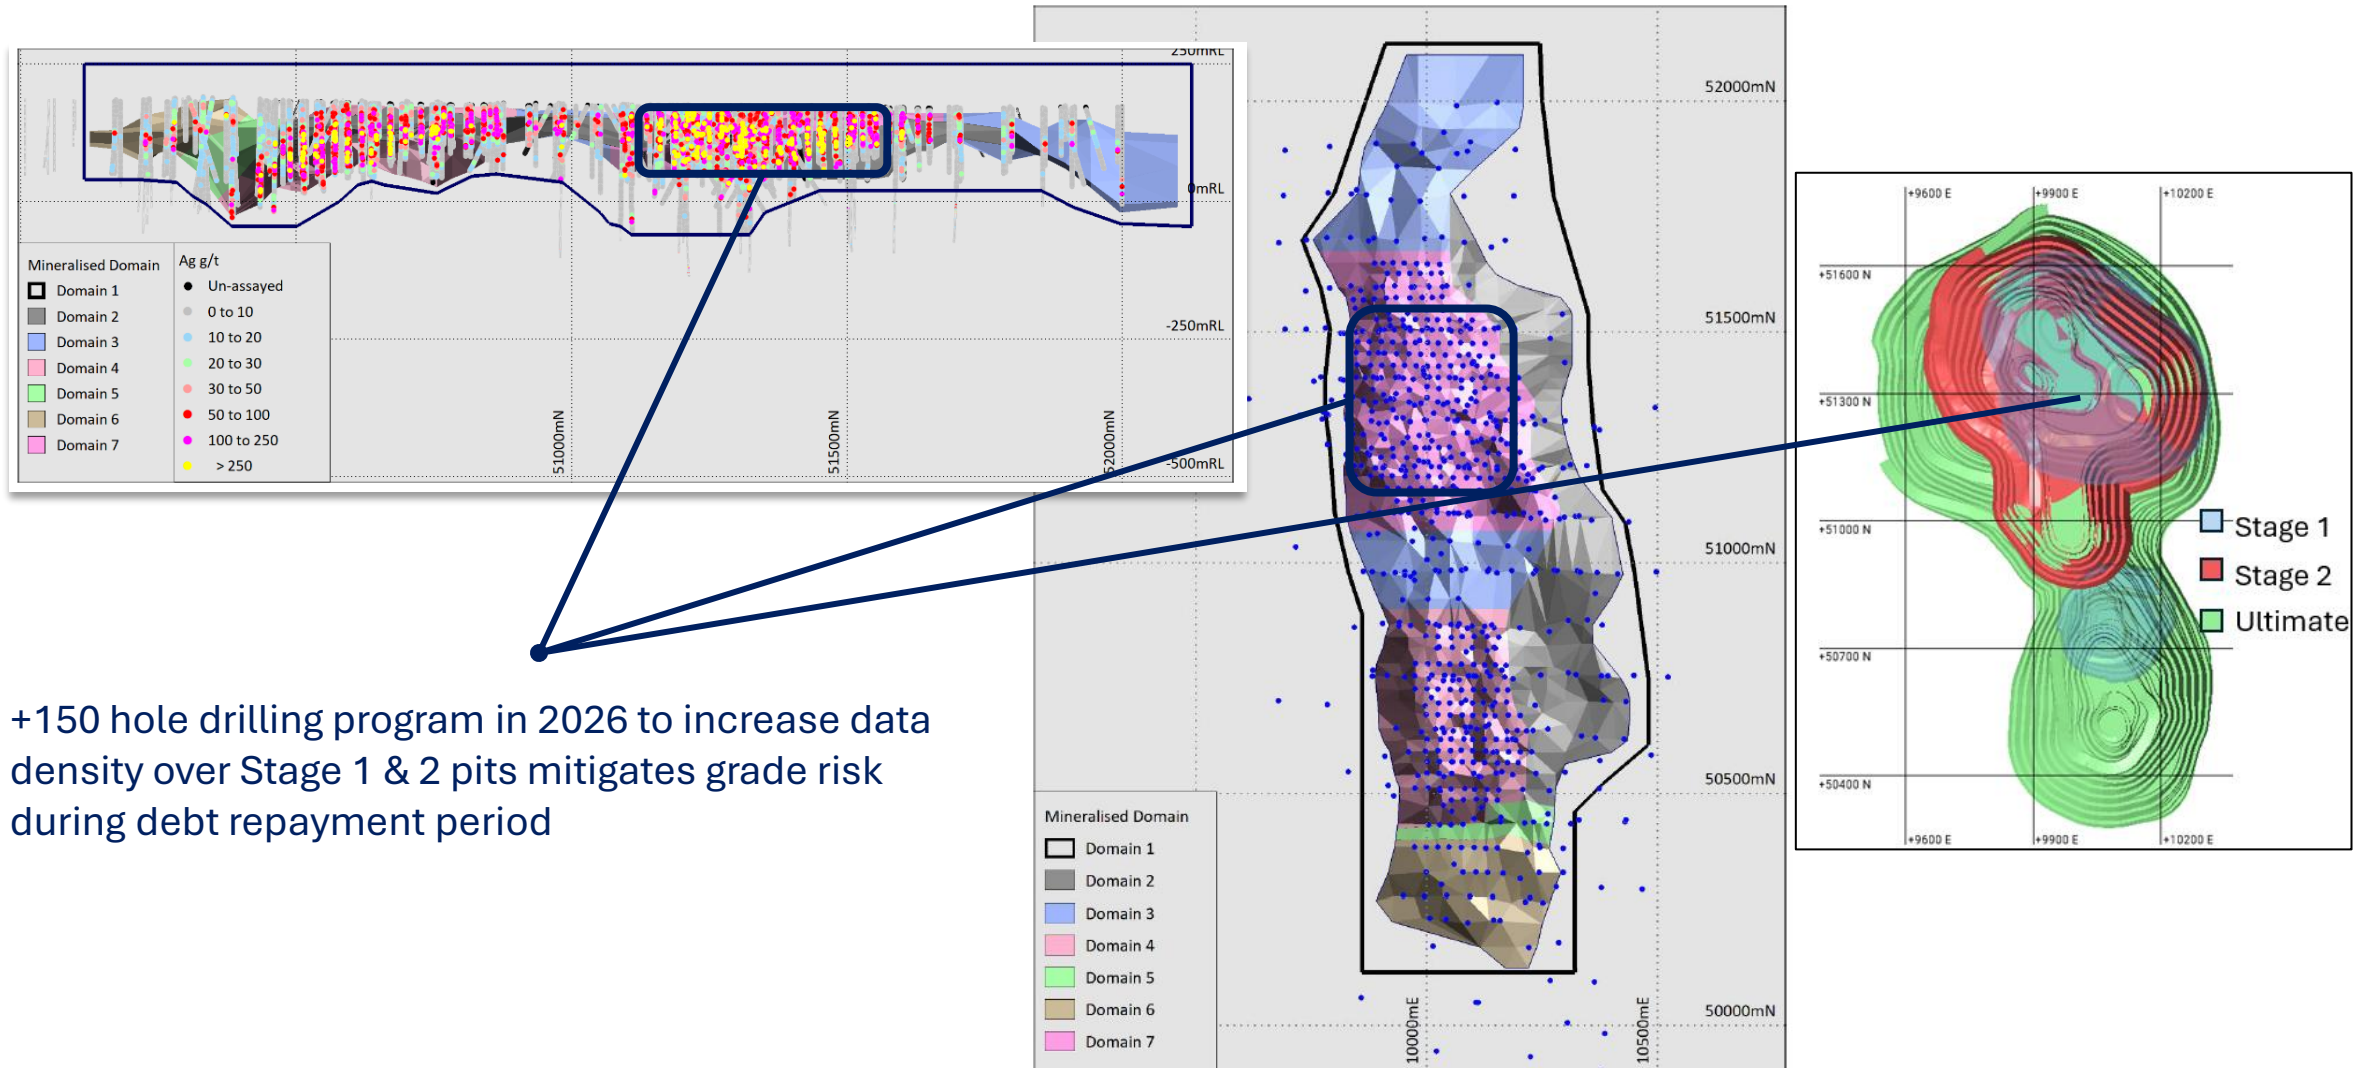 250mRL
0mRL
-250mRL
-500mRL
51000mN
51500mN
52000mN
Mineralised Domain
Domain 1
Domain 2
Domain 3
Domain 4
Domain 5
Domain 6
Domain 7
Ag g/t
Un-assayed
0 to 10
10 to 20
20 to 30
30 to 50
50 to 100
100 to 250
> 250
+150 hole drilling program in 2026 to increase data
density over Stage 1 & 2 pits mitigates grade risk
during debt repayment period
52000mN
51500mN
51000mN
50500mN
50000mN
10000mE
10500mE
Mineralised Domain
Domain 1
Domain 2
Domain 3
Domain 4
Domain 5
Domain 6
Domain 7
+9600 E
+9900 E
+10200 E
+51600 N
+51300 N
+51000 N
+50700 N
+50400 N
+9600 E
+9900 E
+10200 E
Stage 1
Stage 2
Ultimate